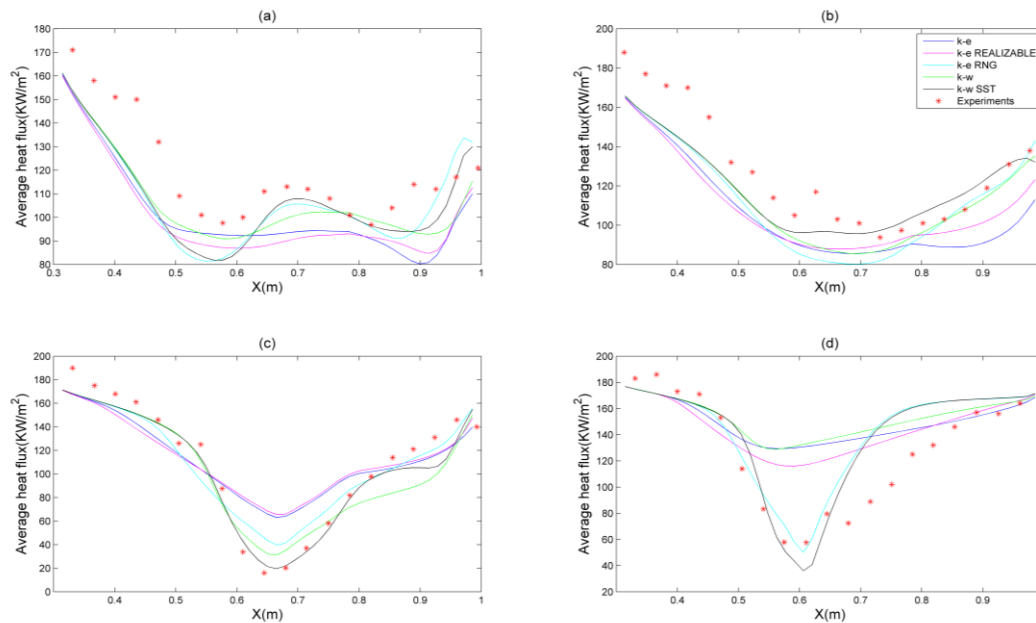 (a)
180
170
160
150
140
130
120
110
100
90
80
0.3 0.4 0.5 0.6 0.7 0.8 0.9 1
X(m)
Average heat flux(KW/m²)
(b)
200
180
160
140
120
100
80
0.4 0.5 0.6 0.7 0.8 0.9
X(m)
Average heat flux(KW/m²)
k-e
k-e REALIZABLE
k-e RNG
k-w
k-w SST
Experiments
(c)
200
180
160
140
120
100
80
60
40
20
0
0.4 0.5 0.6 0.7 0.8 0.9 1
X(m)
Average heat flux(KW/m²)
(d)
200
180
160
140
120
100
80
60
40
20
0.4 0.5 0.6 0.7 0.8 0.9
X(m)
Average heat flux(KW/m²)